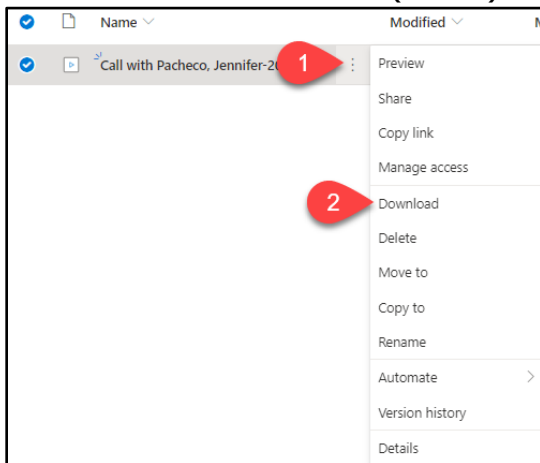 Name Modified
Call with Pacheco, Jennifer-20 1 Preview
Share
Copy link
Manage access
2 Download
Delete
Move to
Copy to
Rename
Automate
Version history
Details